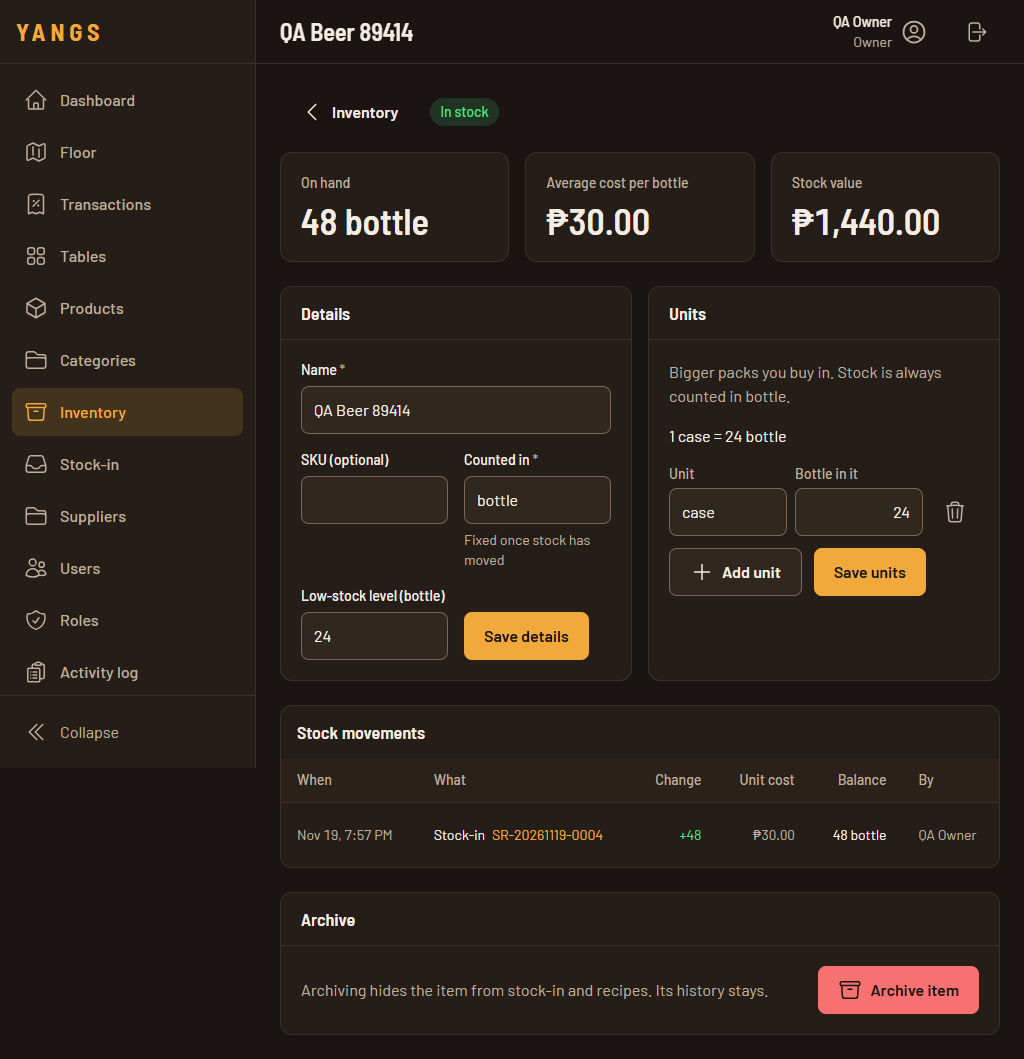 YANGS
QA Beer 89414
QA Owner
Owner
Dashboard
Floor
Transactions
Tables
Products
Categories
Inventory
Stock-in
Suppliers
Users
Roles
Activity log
Collapse
Inventory
In stock
On hand
48 bottle
Average cost per bottle
₱30.00
Stock value
₱1,440.00
Details
Name *
QA Beer 89414
SKU (optional)
Counted in *
bottle
Fixed once stock has
moved
Low-stock level (bottle)
24
Save details
Units
Bigger packs you buy in. Stock is always
counted in bottle.
1 case = 24 bottle
Unit
Bottle in it
case
24
Add unit
Save units
Stock movements
When What Change Unit cost Balance By
Nov 19, 7:57 PM Stock-in SR-20261119-0004 +48 ₱30.00 48 bottle QA Owner
Archive
Archiving hides the item from stock-in and recipes. Its history stays.
Archive item